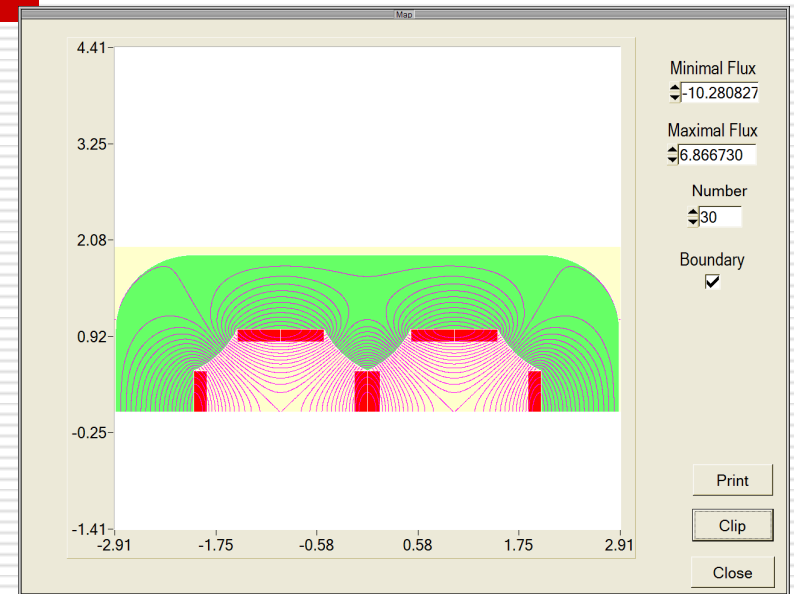 Map
4.41
3.25
2.08
0.92
-0.25
-1.41
-2.91 -1.75 -0.58 0.58 1.75 2.91
Minimal Flux
-10.280827
Maximal Flux
6.866730
Number
30
Boundary
Print
Clip
Close